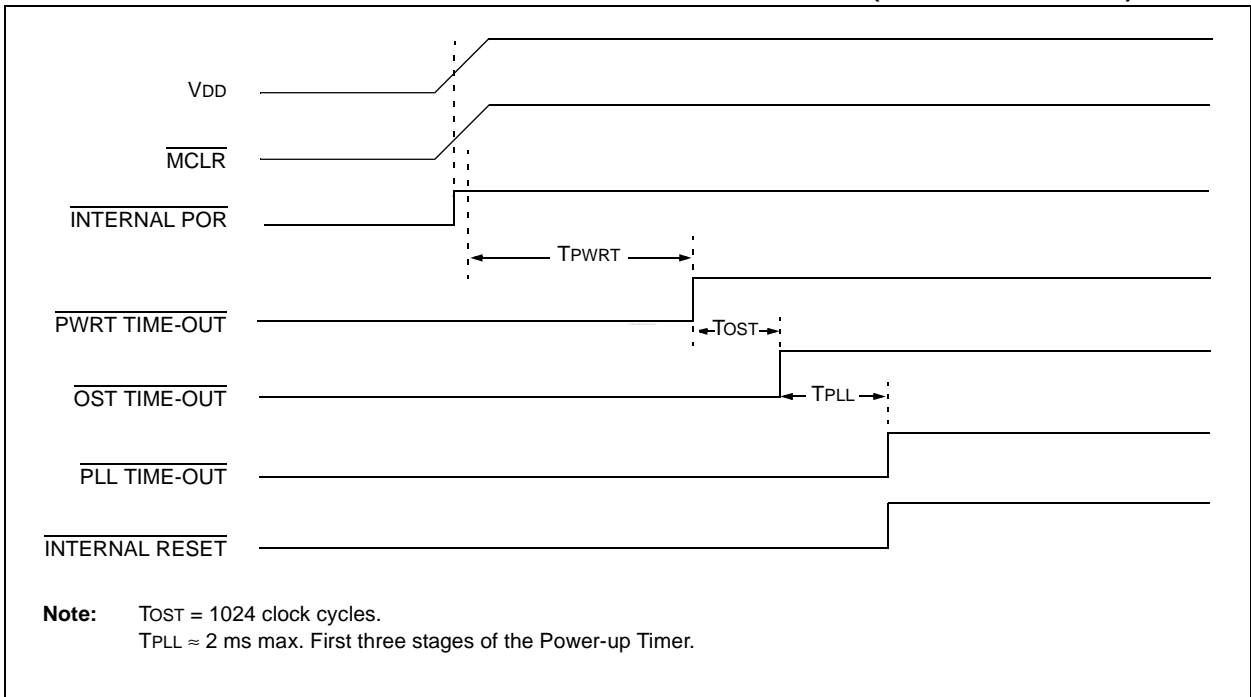 VDD
MCLR
INTERNAL POR
TPWRT
PWRT TIME-OUT
TOST
OST TIME-OUT
TPLL
PLL TIME-OUT
INTERNAL RESET
Note: TOST = 1024 clock cycles.
TPLL ≈ 2 ms max. First three stages of the Power-up Timer.